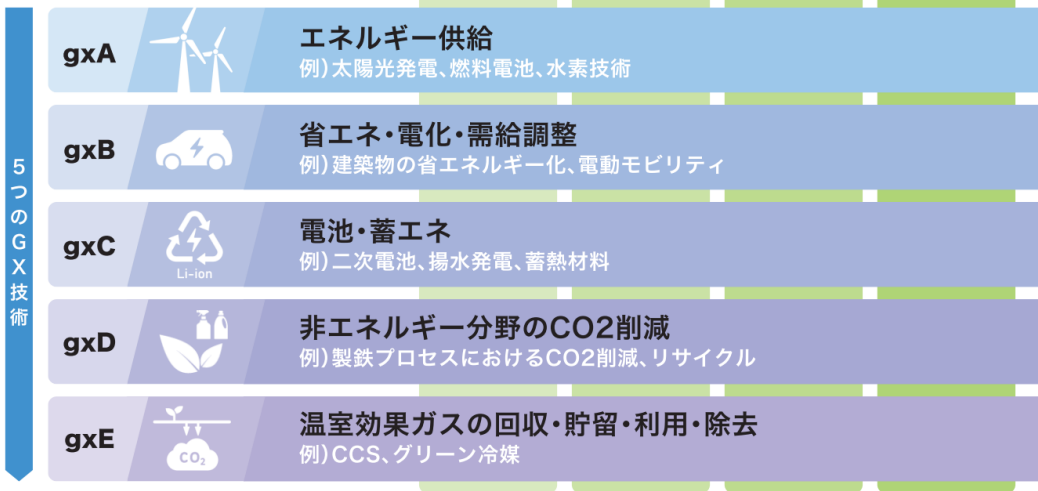 5つのGX技術
gxA
エネルギー供給
例)太陽光発電、燃料電池、水素技術
gxB
省エネ・電化・需給調整
例)建築物の省エネルギー化、電動モビリティ
gxC
Li-ion
電池・蓄エネ
例)二次電池、揚水発電、蓄熱材料
gxD
非エネルギー分野のCO2削減
例)製鉄プロセスにおけるCO2削減、リサイクル
gxE
CO₂
温室効果ガスの回収・貯留・利用・除去
例)CCS、グリーン冷媒